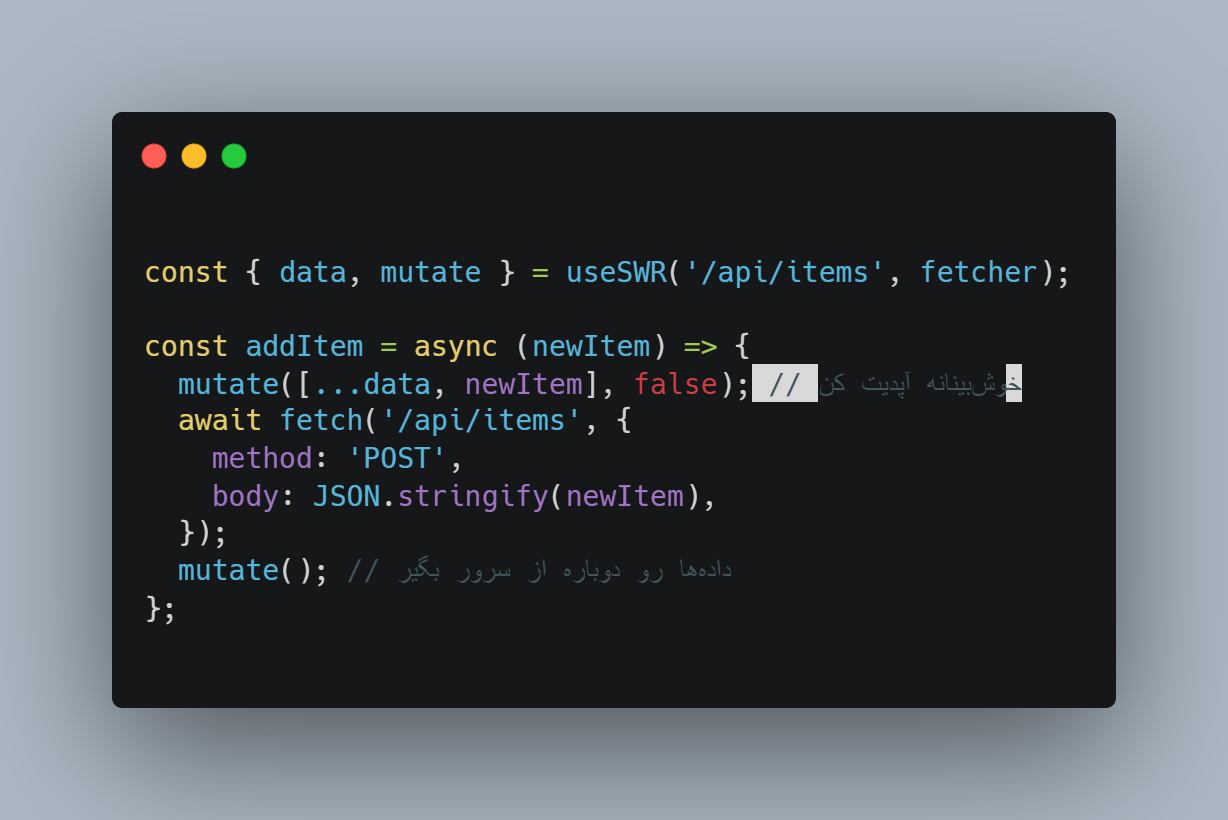 const { data, mutate } = useSWR('/api/items', fetcher);
const addItem = async (newItem) => {
mutate([...data, newItem], false); // خوش‌بینانه آپدیت کن
await fetch('/api/items', {
method: 'POST',
body: JSON.stringify(newItem),
});
mutate(); // داده‌ها رو دوباره از سرور بگیر
};